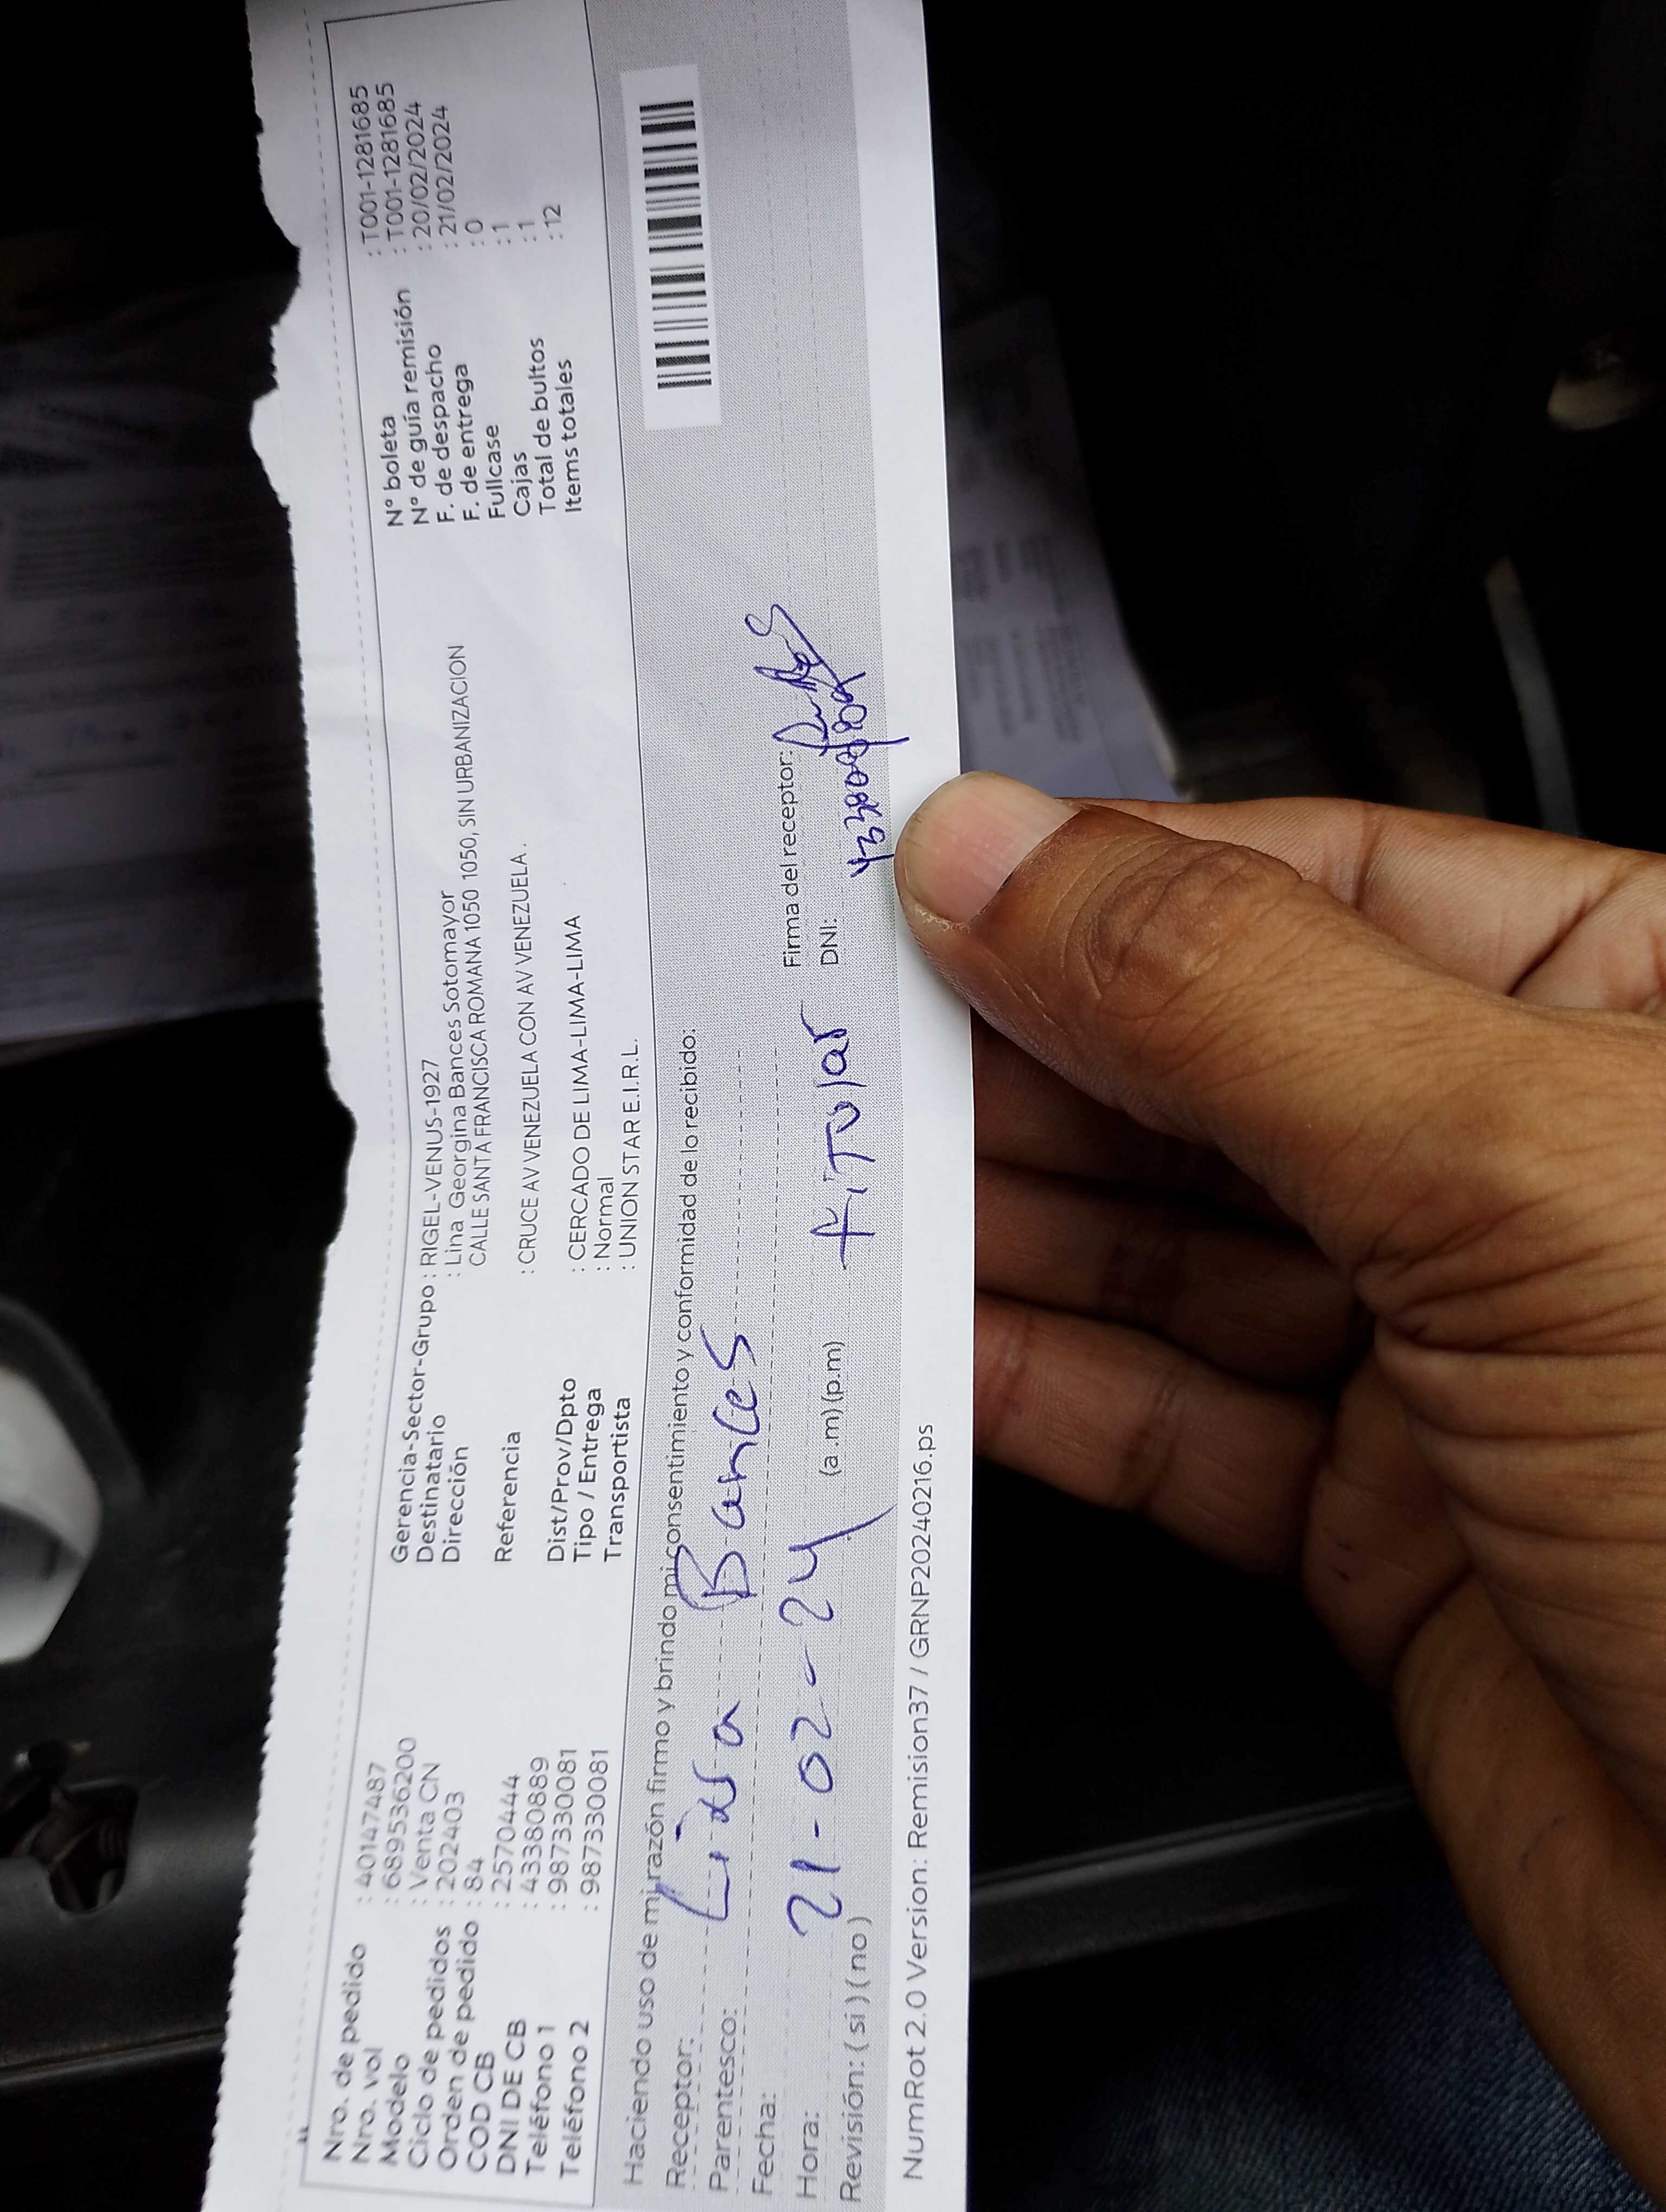 Nro. de pedido : 40147487
Nro. vol : 689536200
Modelo : Venta CN
Ciclo de pedidos : 202403
Orden de pedido : 84
COD CB : 25704444
DNI DE CB : 43380889
Teléfono 1 : 987330081
Teléfono 2 : 987330081
Gerencia-Sector-Grupo : RIGEL-VENUS-1927
Destinatario : Lina Georgina Bances Sotomayor
Dirección CALLE SANTA FRANCISCA ROMANA 1050 1050, SIN URBANIZACION
Referencia : CRUCE AV VENEZUELA CON AV VENEZUELA .
Dist/Prov/Dpto : CERCADO DE LIMA-LIMA-LIMA
Tipo / Entrega : Normal
Transportista : UNION STAR E.I.R.L.
N° boleta : T001-1281685
N° de guía remisión : T001-1281685
F. de despacho : 20/02/2024
F. de entrega : 21/02/2024
Fullcase : 0
Cajas : 1
Total de bultos : 1
Items totales : 12
Haciendo uso de mi razón firmo y brindo mi consentimiento y conformidad de lo recibido:
Receptor: Bances
Parentesco:
Fecha: 21-02-24
Hora: (a.m) (p.m) TiTular
Revisión: ( si ) ( no )
Firma del receptor:
DNI:
NumRot 2.0 Version: Remision37 / GRNP20240216.ps